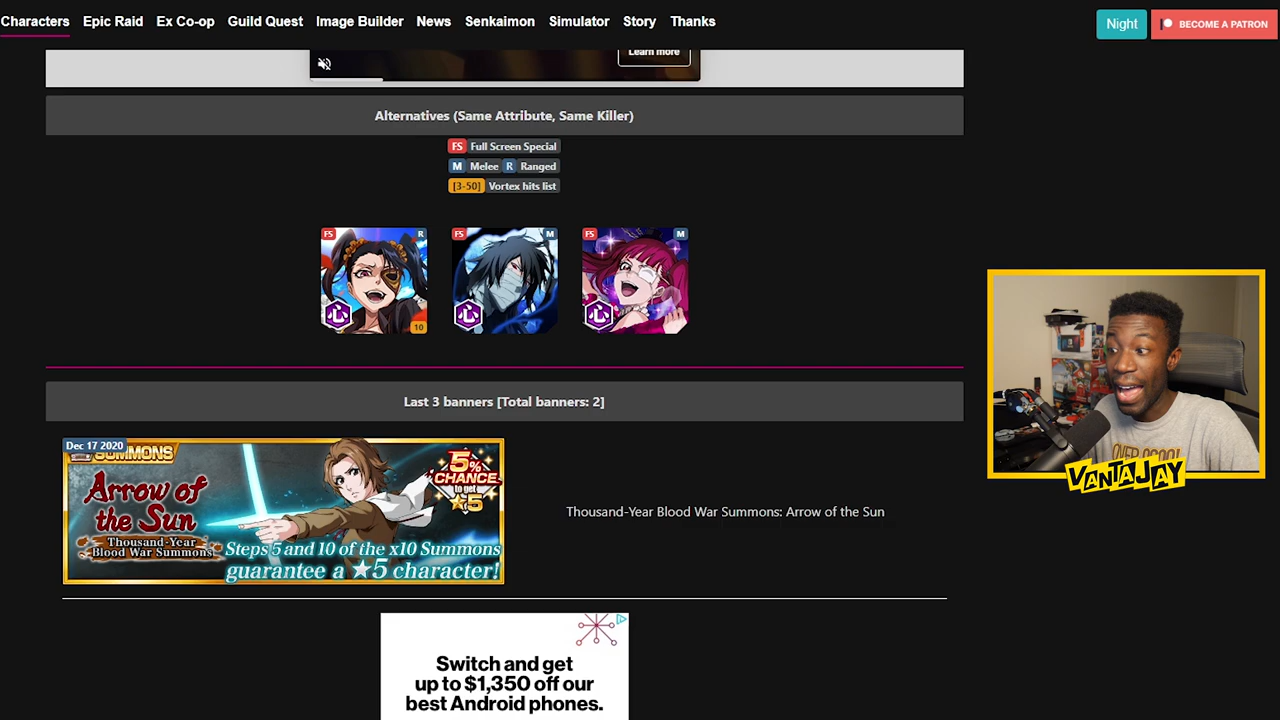 Characters Epic Raid Ex Co-op Guild Quest Image Builder News Senkaimon Simulator Story Thanks
Night
BECOME A PATRON
Learn more
Alternatives (Same Attribute, Same Killer)
FS Full Screen Special
M Melee R Ranged
[3-50] Vortex hits list
FS R
FS M
FS M
10
Last 3 banners [Total banners: 2]
Dec 17 2020
SUMMONS
Arrow of
the Sun
Thousand-Year
Blood War Summons
5%
CHANCE
to get
★5
Steps 5 and 10 of the x10 Summons
guarantee a ★5 character!
Thousand-Year Blood War Summons: Arrow of the Sun
VANTAJAY
Switch and get
up to $1,350 off our
best Android phones.